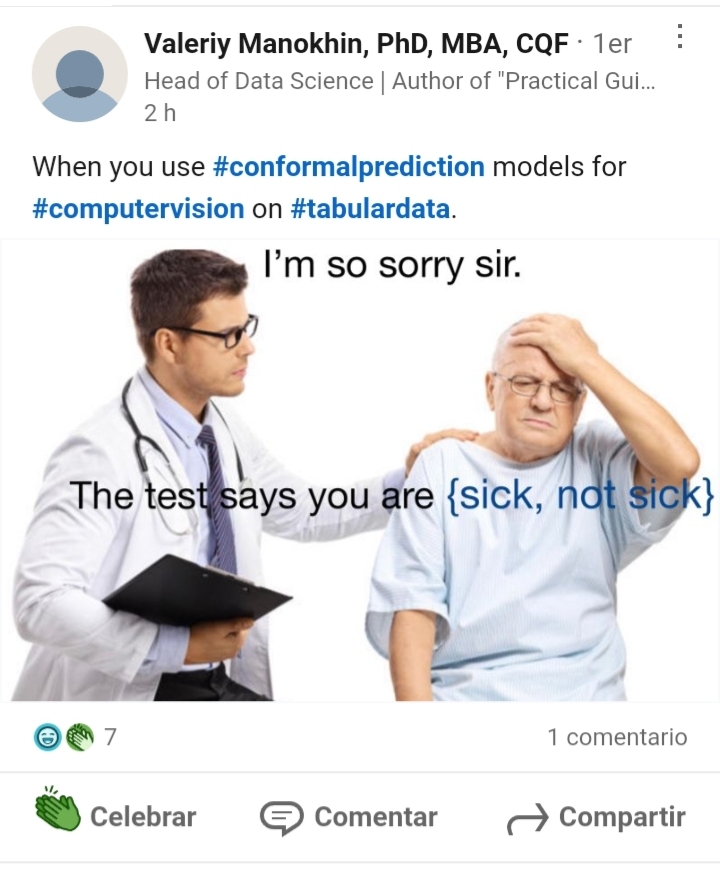 Valeriy Manokhin, PhD, MBA, CQF · 1er
Head of Data Science | Author of "Practical Gui...
2 h
When you use #conformalprediction models for
#computervision on #tabulardata.
I'm so sorry sir.
The test says you are {sick, not sick}
7
1 comentario
Celebrar
Comentar
Compartir